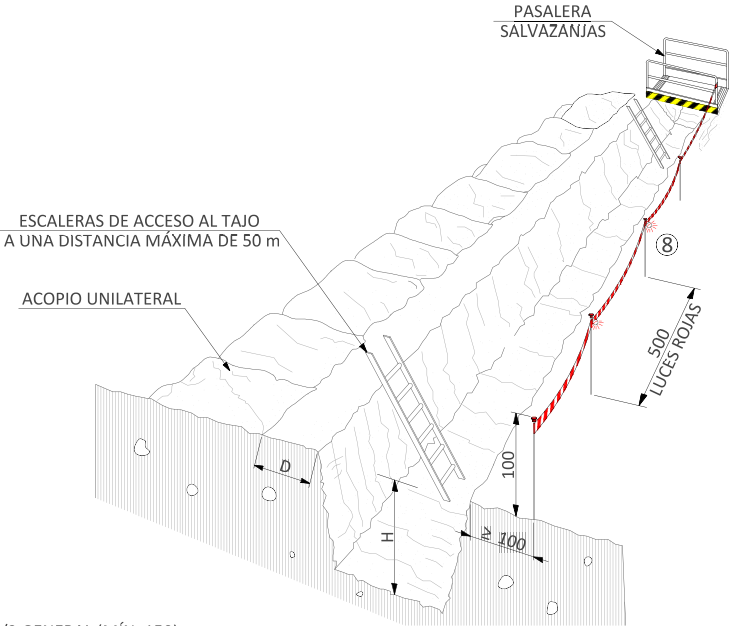 PASALERA
SALVAZANJAS
ESCALERAS DE ACCESO AL TAJO
A UNA DISTANCIA MÁXIMA DE 50 m
8
ACOPIO UNILATERAL
500
LUCES ROJAS
D
100
H
≥ 100